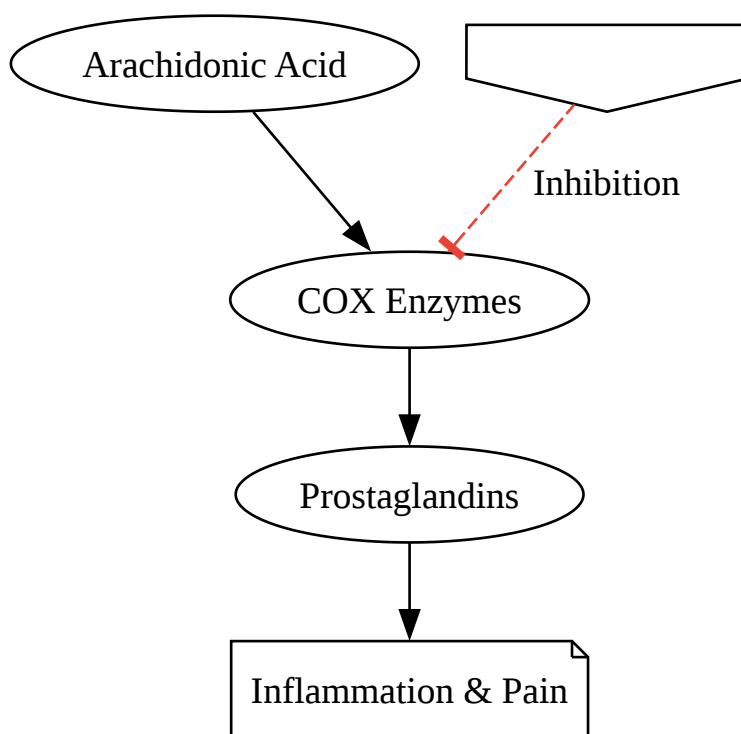 Arachidonic Acid
Inhibition
COX Enzymes
Prostaglandins
Inflammation & Pain